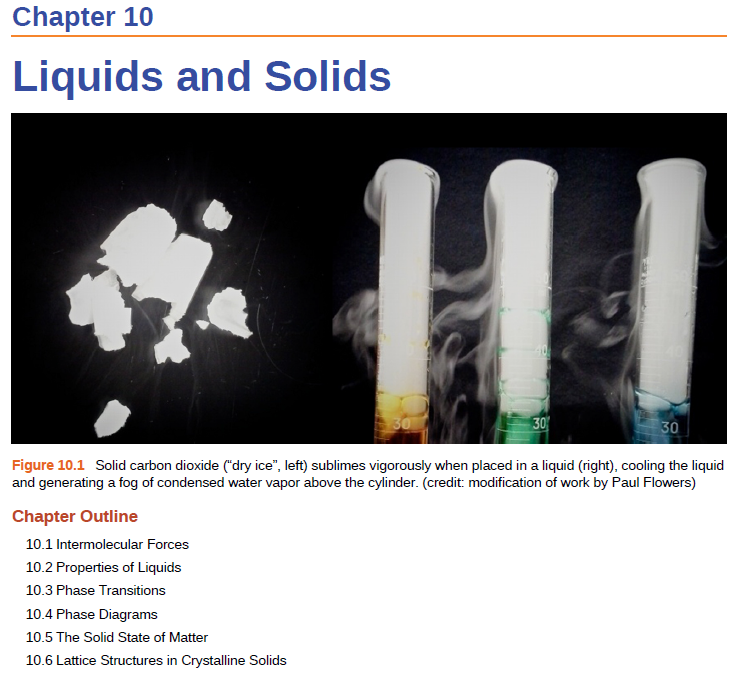 Chapter 10
Liquids and Solids
30
40
30
40
30
Figure 10.1 Solid carbon dioxide (“dry ice”, left) sublimes vigorously when placed in a liquid (right), cooling the liquid
and generating a fog of condensed water vapor above the cylinder. (credit: modification of work by Paul Flowers)
Chapter Outline
10.1 Intermolecular Forces
10.2 Properties of Liquids
10.3 Phase Transitions
10.4 Phase Diagrams
10.5 The Solid State of Matter
10.6 Lattice Structures in Crystalline Solids